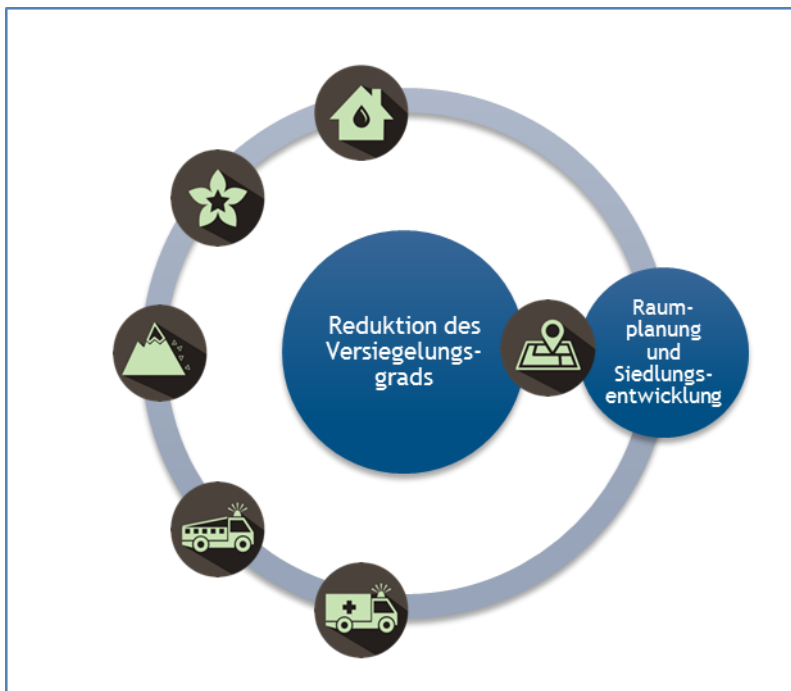 Reduktion des
Versiegelungs-
grads
Raum-
planung
und
Siedlungs-
entwicklung